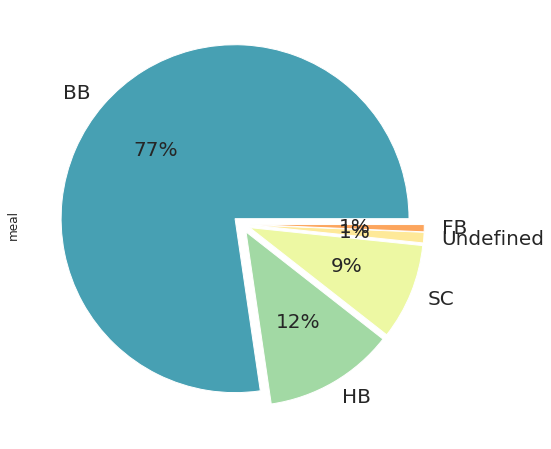 BB
77%
meal
1%
FB
1%
Undefined
9%
SC
12%
HB